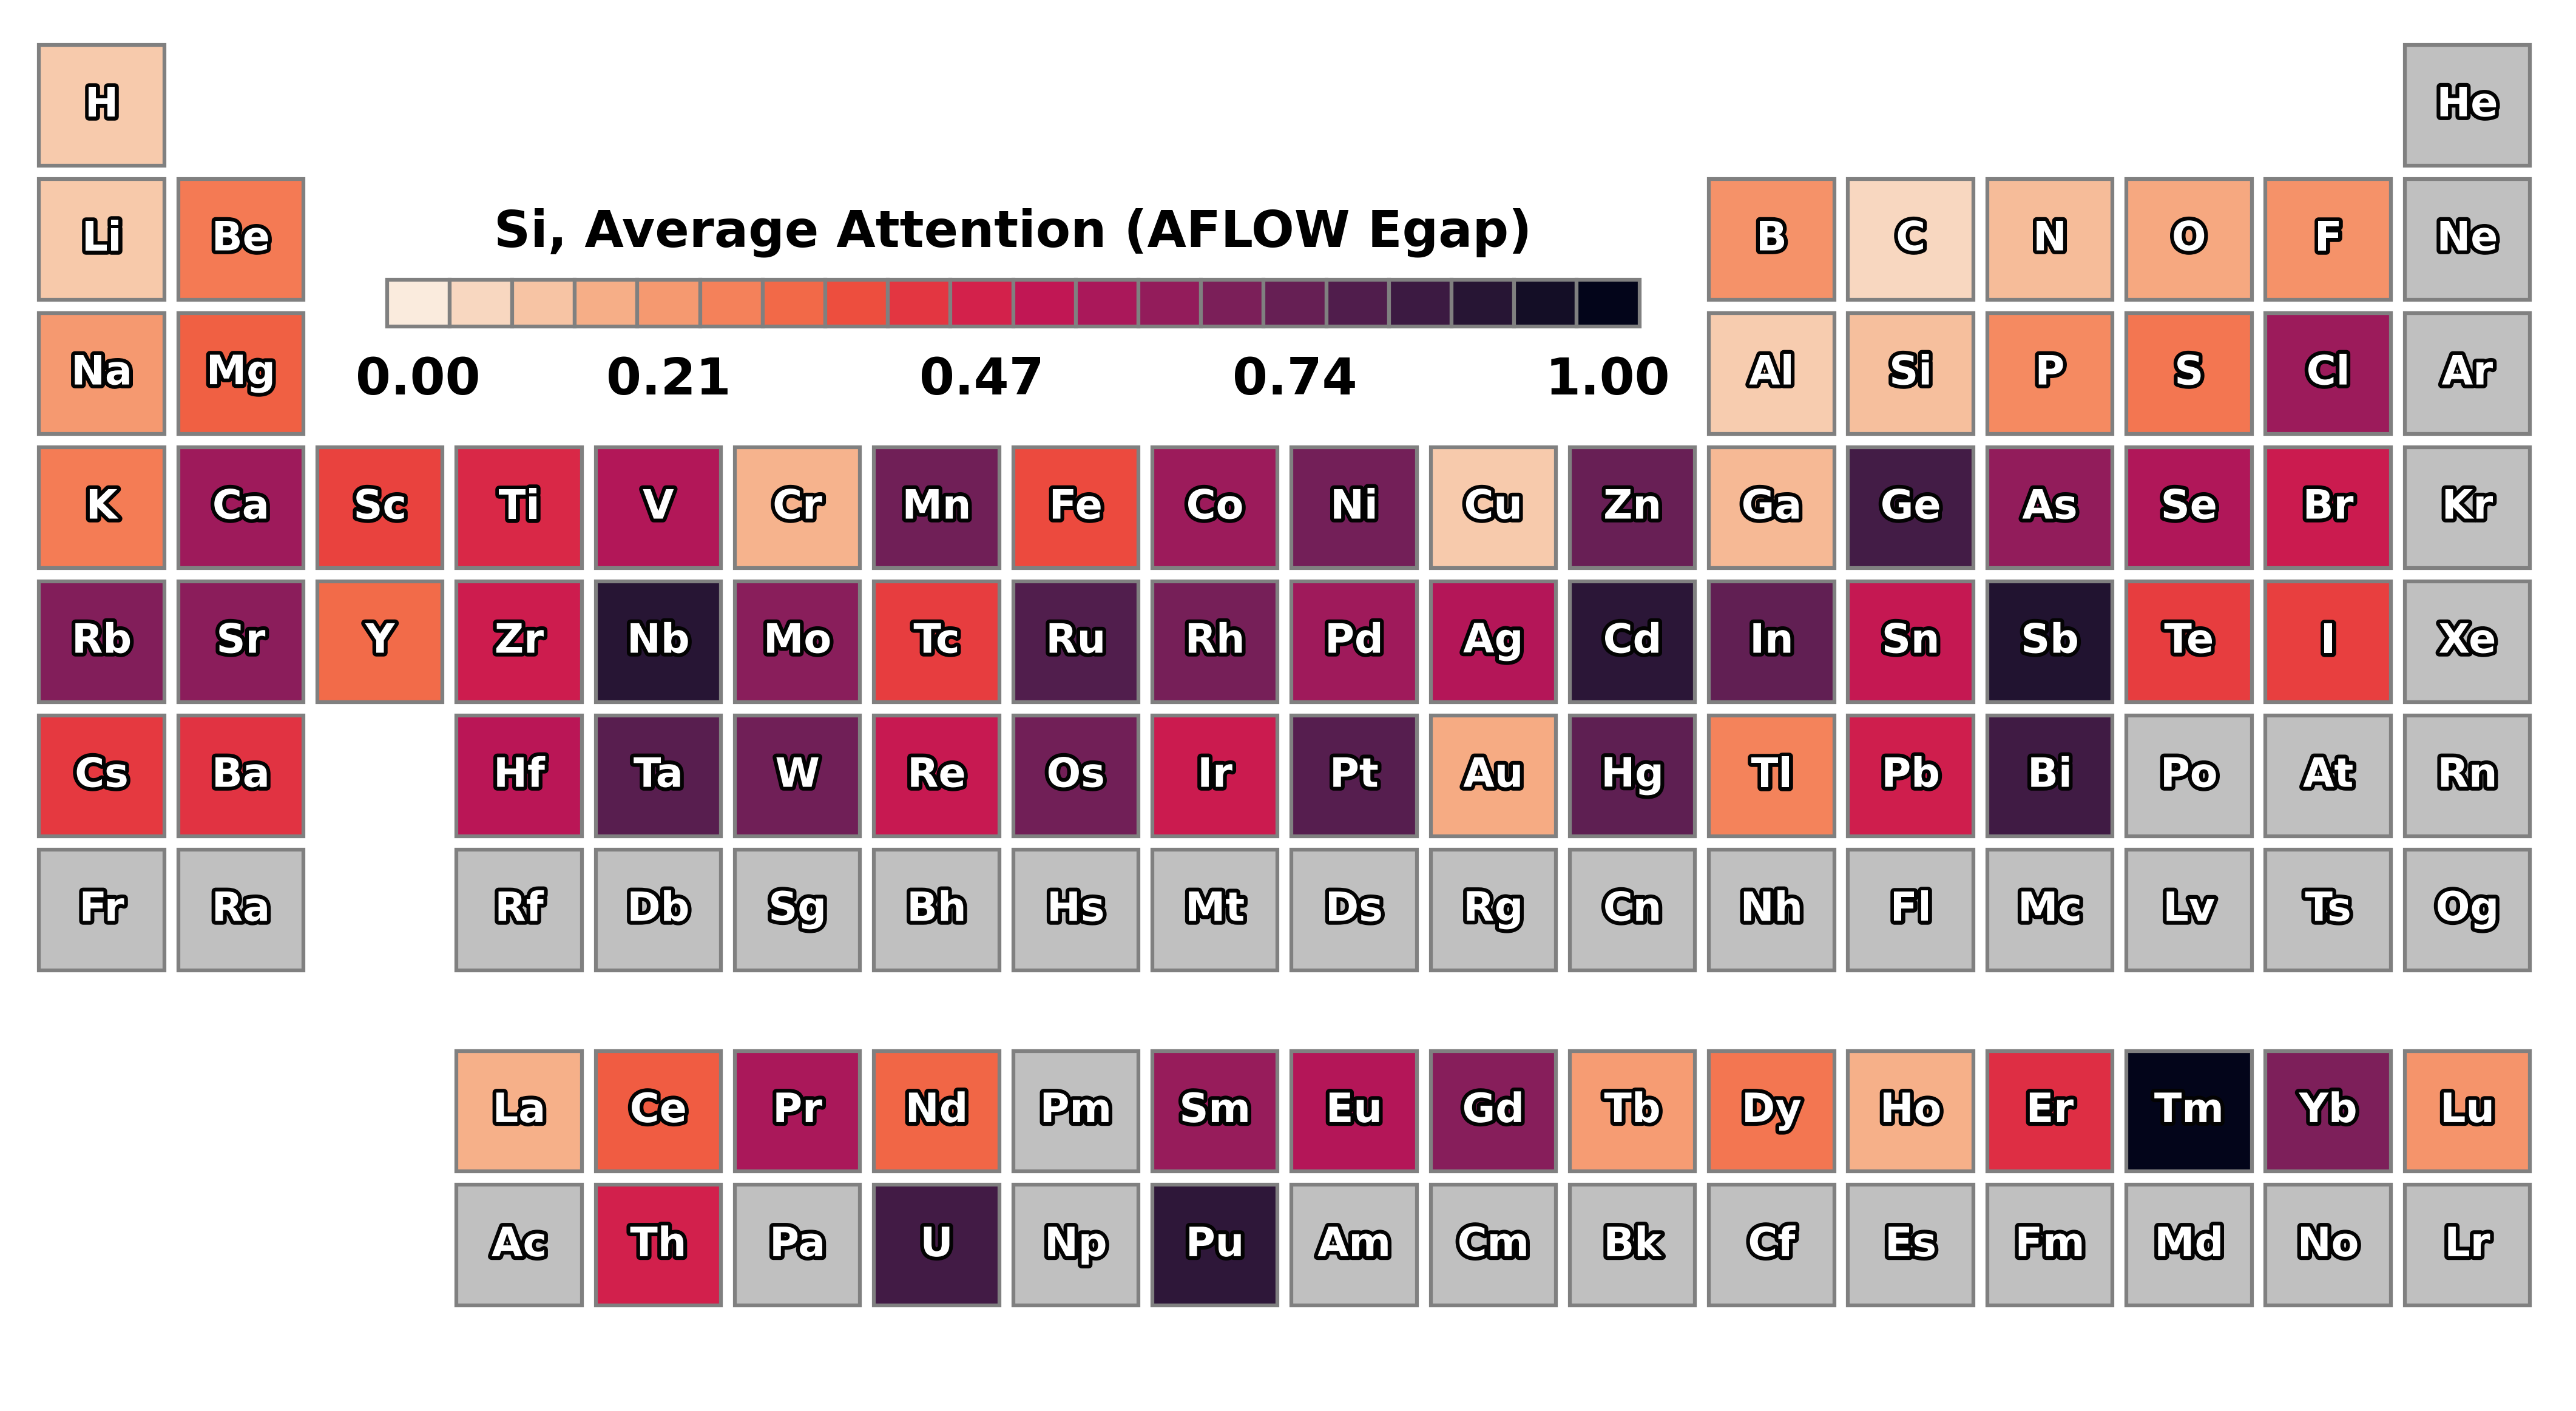 H He
Li Be B C N O F Ne
Si, Average Attention (AFLOW Egap)
Na Mg Al Si P S Cl Ar
0.00 0.21 0.47 0.74 1.00
K Ca Sc Ti V Cr Mn Fe Co Ni Cu Zn Ga Ge As Se Br Kr
Rb Sr Y Zr Nb Mo Tc Ru Rh Pd Ag Cd In Sn Sb Te I Xe
Cs Ba Hf Ta W Re Os Ir Pt Au Hg Tl Pb Bi Po At Rn
Fr Ra Rf Db Sg Bh Hs Mt Ds Rg Cn Nh Fl Mc Lv Ts Og
La Ce Pr Nd Pm Sm Eu Gd Tb Dy Ho Er Tm Yb Lu
Ac Th Pa U Np Pu Am Cm Bk Cf Es Fm Md No Lr